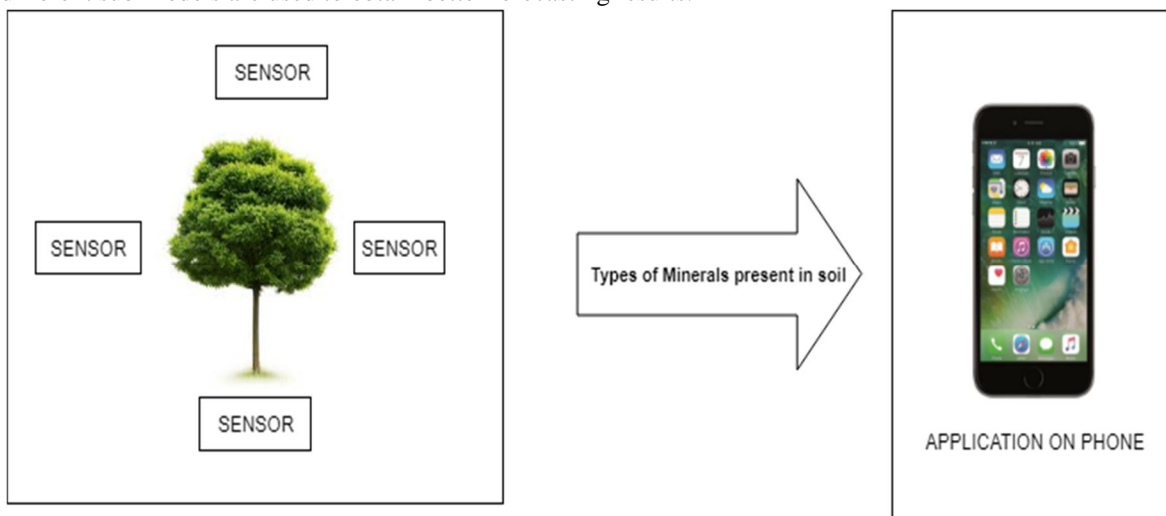 SENSOR
SENSOR
SENSOR
SENSOR
Types of Minerals present in soil
APPLICATION ON PHONE